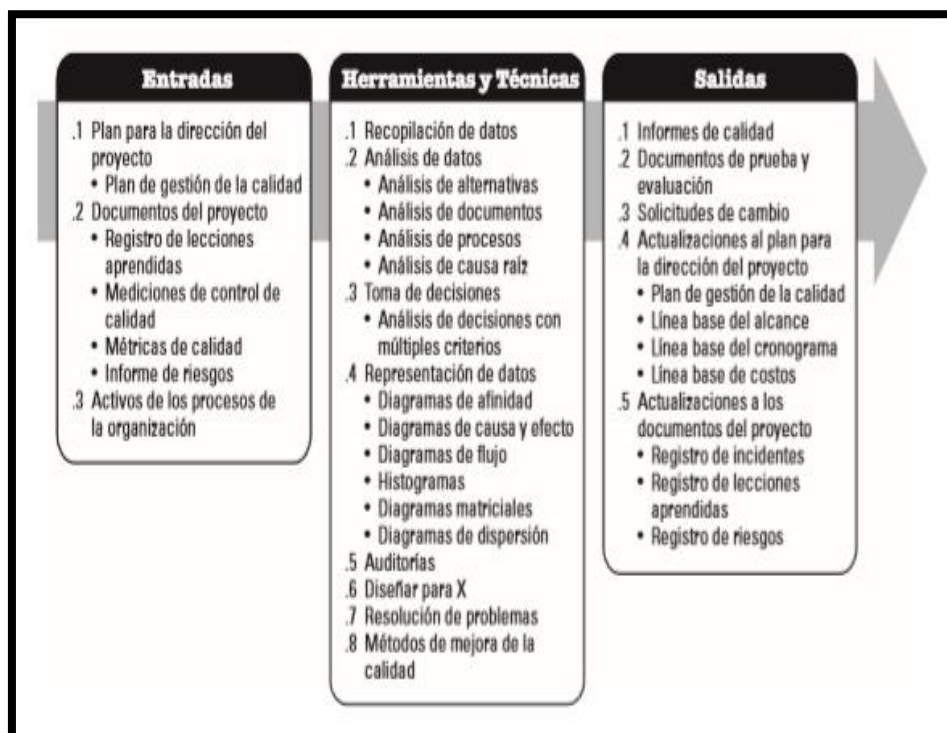 Entradas
.1 Plan para la dirección del
proyecto
• Plan de gestión de la calidad
.2 Documentos del proyecto
• Registro de lecciones
aprendidas
• Mediciones de control de
calidad
• Métricas de calidad
• Informe de riesgos
.3 Activos de los procesos de
la organización
Herramientas y Técnicas
.1 Recopilación de datos
.2 Análisis de datos
• Análisis de alternativas
• Análisis de documentos
• Análisis de procesos
• Análisis de causa raíz
.3 Toma de decisiones
• Análisis de decisiones con
múltiples criterios
.4 Representación de datos
• Diagramas de afinidad
• Diagramas de causa y efecto
• Diagramas de flujo
• Histogramas
• Diagramas matriciales
• Diagramas de dispersión
.5 Auditorías
.6 Diseñar para X
.7 Resolución de problemas
.8 Métodos de mejora de la
calidad
Salidas
.1 Informes de calidad
.2 Documentos de prueba y
evaluación
.3 Solicitudes de cambio
.4 Actualizaciones al plan para
la dirección del proyecto
• Plan de gestión de la calidad
• Línea base del alcance
• Línea base del cronograma
• Línea base de costos
.5 Actualizaciones a los
documentos del proyecto
• Registro de incidentes
• Registro de lecciones
aprendidas
• Registro de riesgos